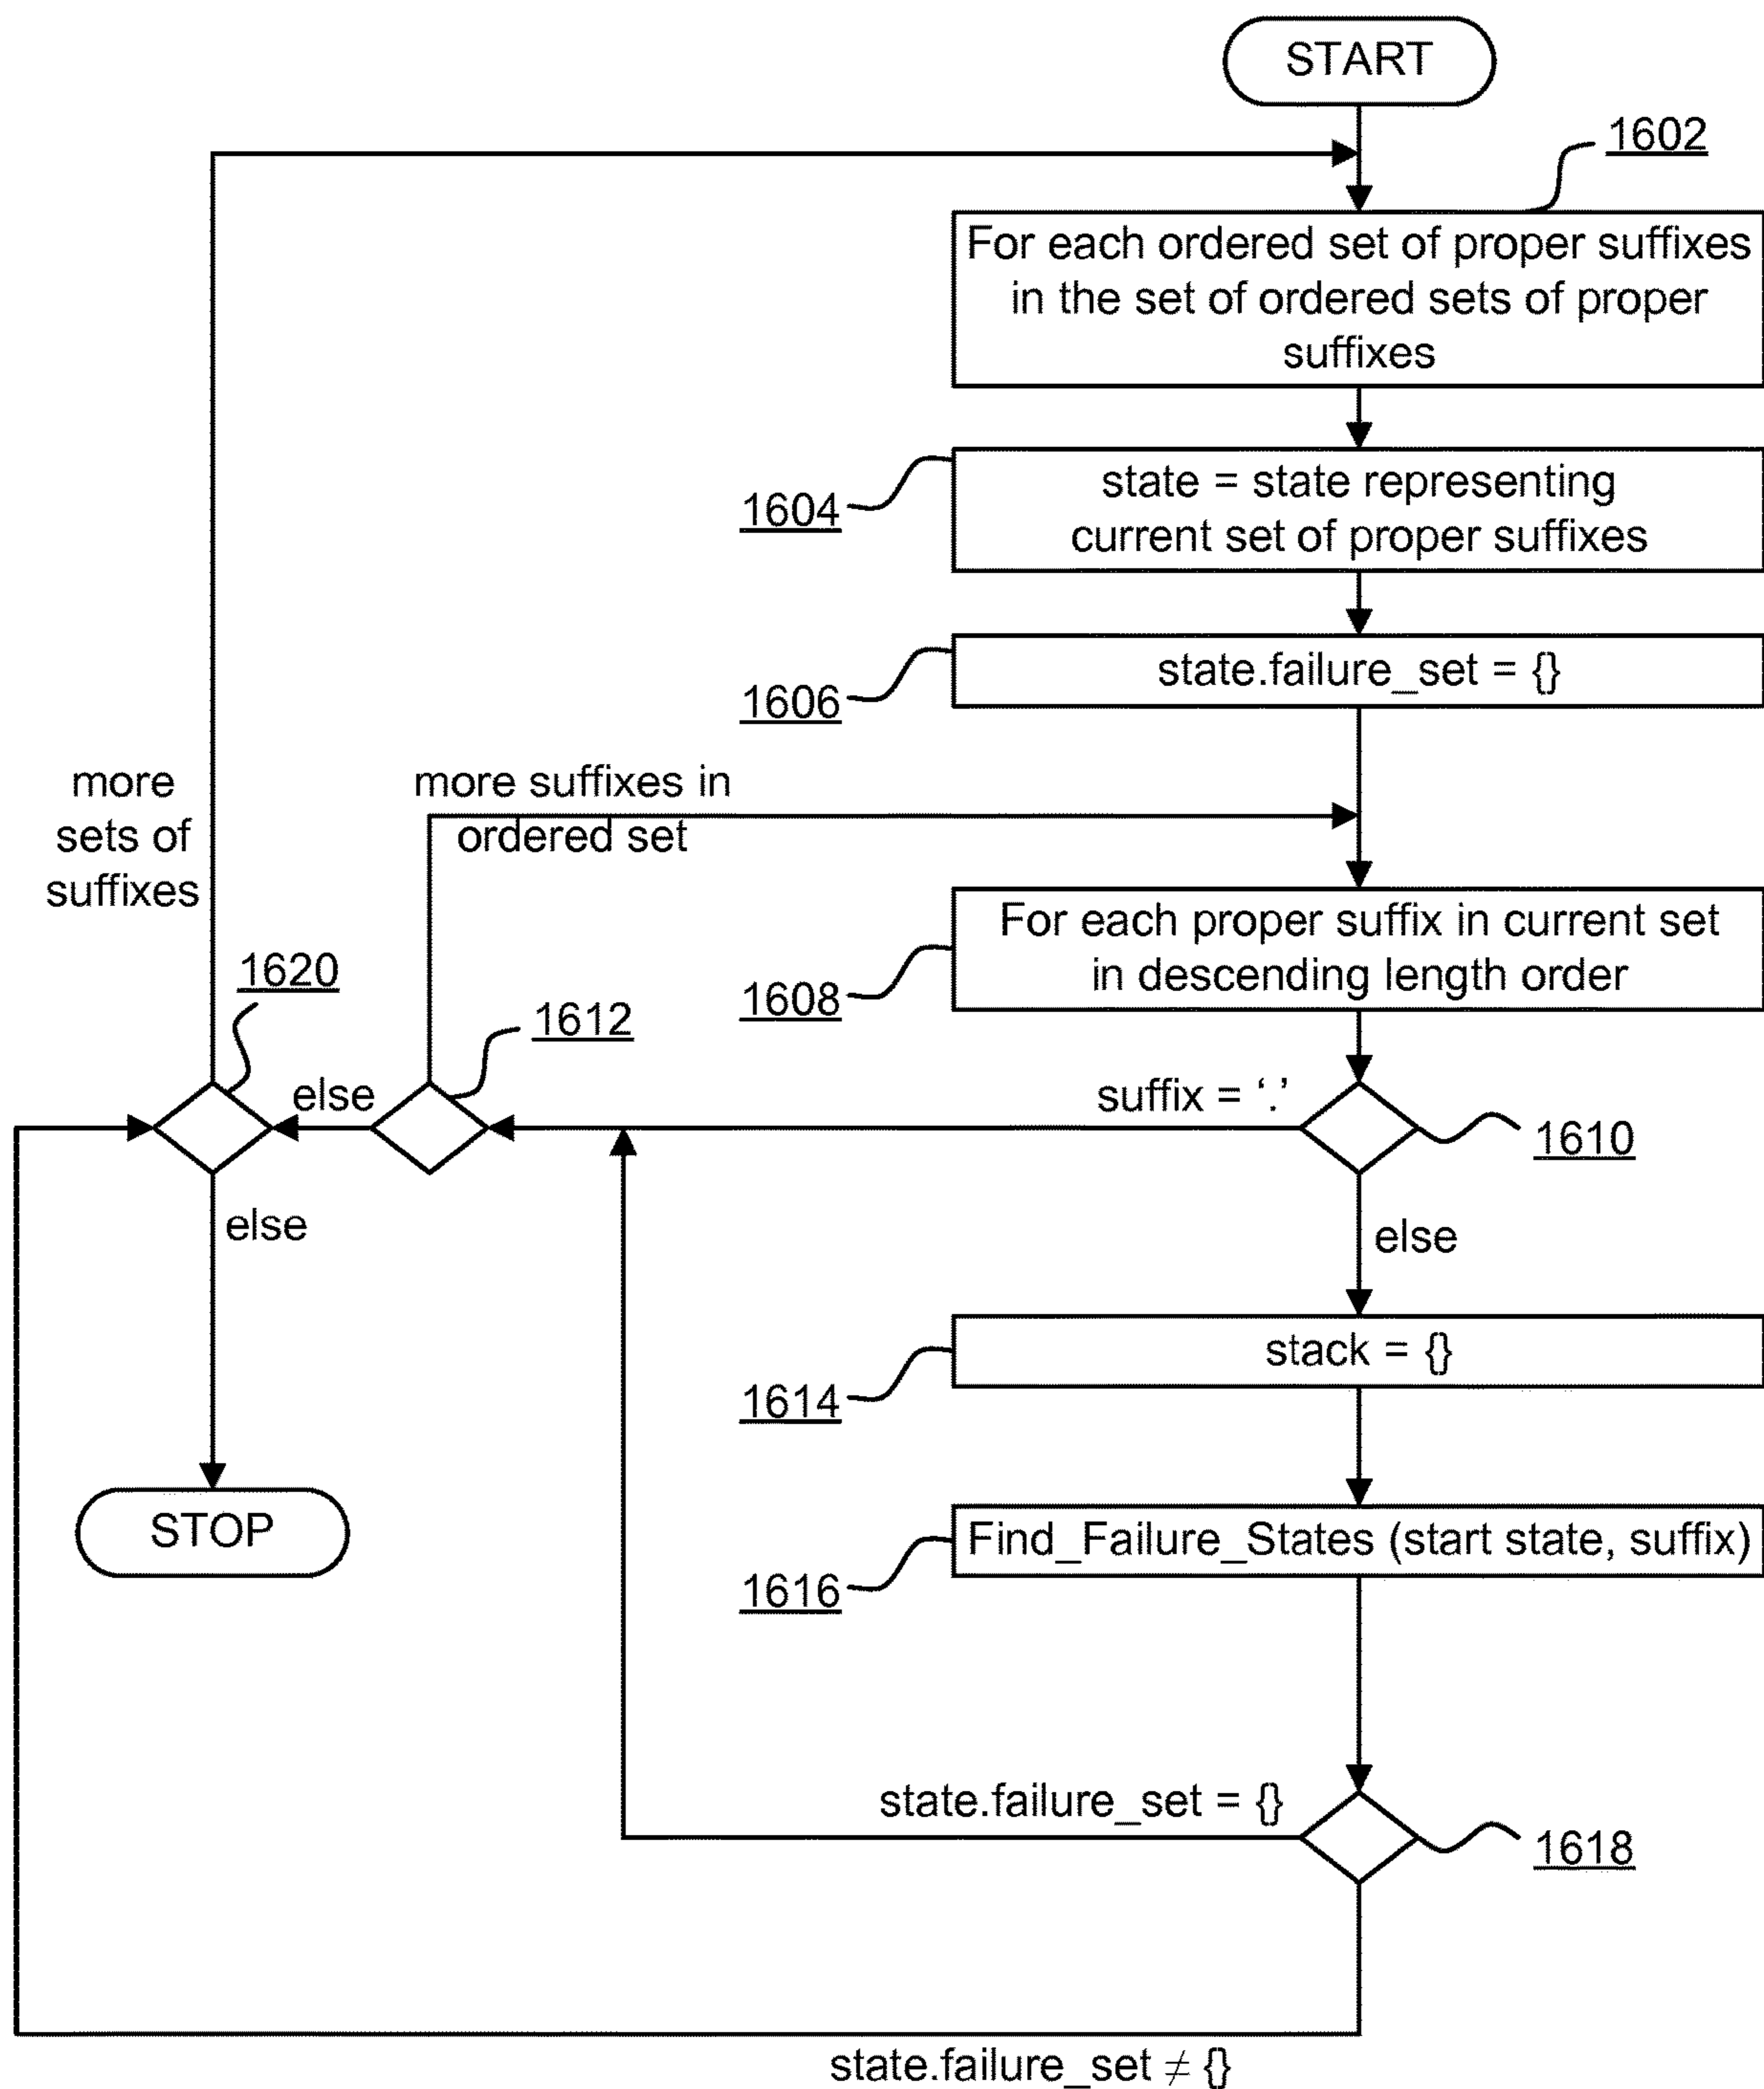 START
1602
For each ordered set of proper suffixes
in the set of ordered sets of proper
suffixes
1604
state = state representing
current set of proper suffixes
1606
state.failure_set = {}
more
sets of
suffixes
more suffixes in
ordered set
1608
For each proper suffix in current set
in descending length order
1620
1612
else
suffix = ‘.’
1610
else
else
1614
stack = {}
STOP
1616
Find_Failure_States (start state, suffix)
state.failure_set = {}
1618
state.failure_set ≠ {}